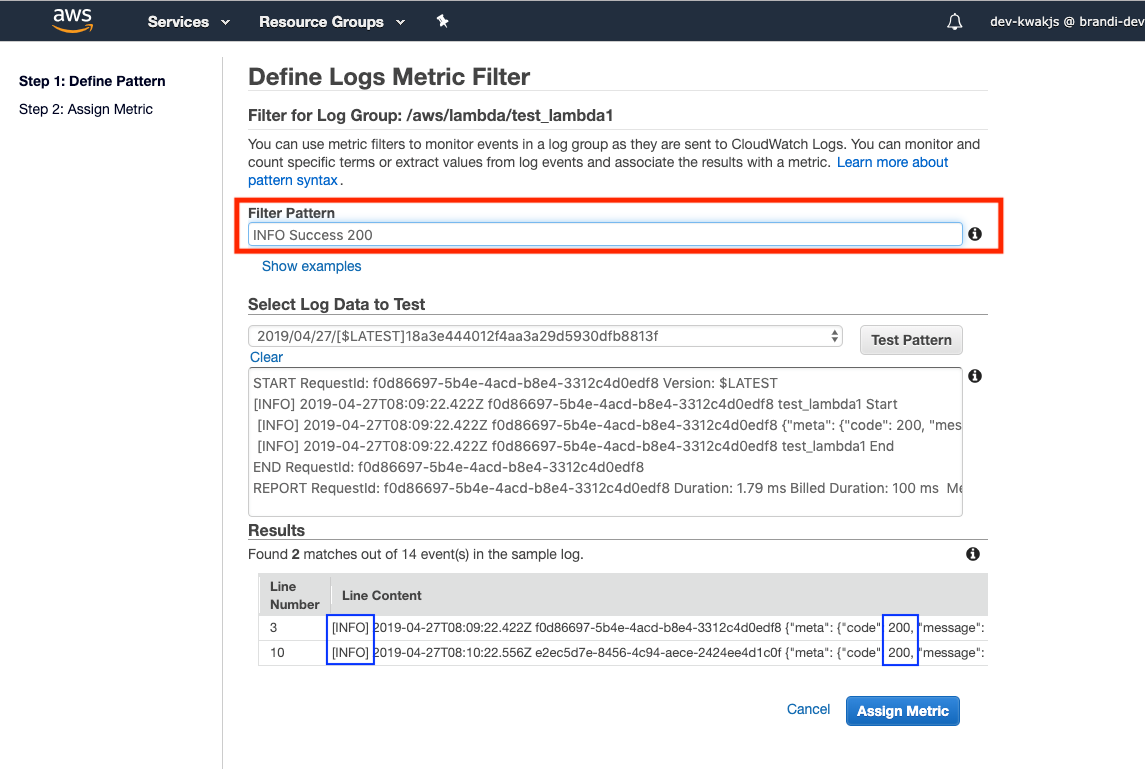 aws
Services
Resource Groups
dev-kwakjs @ brandi-dev
Step 1: Define Pattern
Step 2: Assign Metric
Define Logs Metric Filter
Filter for Log Group: /aws/lambda/test_lambda1
You can use metric filters to monitor events in a log group as they are sent to CloudWatch Logs. You can monitor and
count specific terms or extract values from log events and associate the results with a metric. Learn more about
pattern syntax.
Filter Pattern
INFO Success 200
Show examples
Select Log Data to Test
2019/04/27/[$LATEST]18a3e444012f4aa3a29d5930dfb8813f
Test Pattern
Clear
START RequestId: f0d86697-5b4e-4acd-b8e4-3312c4d0edf8 Version: $LATEST
[INFO] 2019-04-27T08:09:22.422Z f0d86697-5b4e-4acd-b8e4-3312c4d0edf8 test_lambda1 Start
[INFO] 2019-04-27T08:09:22.422Z f0d86697-5b4e-4acd-b8e4-3312c4d0edf8 {"meta": {"code": 200, "mes
[INFO] 2019-04-27T08:09:22.422Z f0d86697-5b4e-4acd-b8e4-3312c4d0edf8 test_lambda1 End
END RequestId: f0d86697-5b4e-4acd-b8e4-3312c4d0edf8
REPORT RequestId: f0d86697-5b4e-4acd-b8e4-3312c4d0edf8 Duration: 1.79 ms Billed Duration: 100 ms Me
Results
Found 2 matches out of 14 event(s) in the sample log.
Line
Number
Line Content
3 [INFO] 2019-04-27T08:09:22.422Z f0d86697-5b4e-4acd-b8e4-3312c4d0edf8 {"meta": {"code" 200, "message":
10 [INFO] 2019-04-27T08:10:22.556Z e2ec5d7e-8456-4c94-aece-2424ee4d1c0f {"meta": {"code" 200, "message":
Cancel
Assign Metric